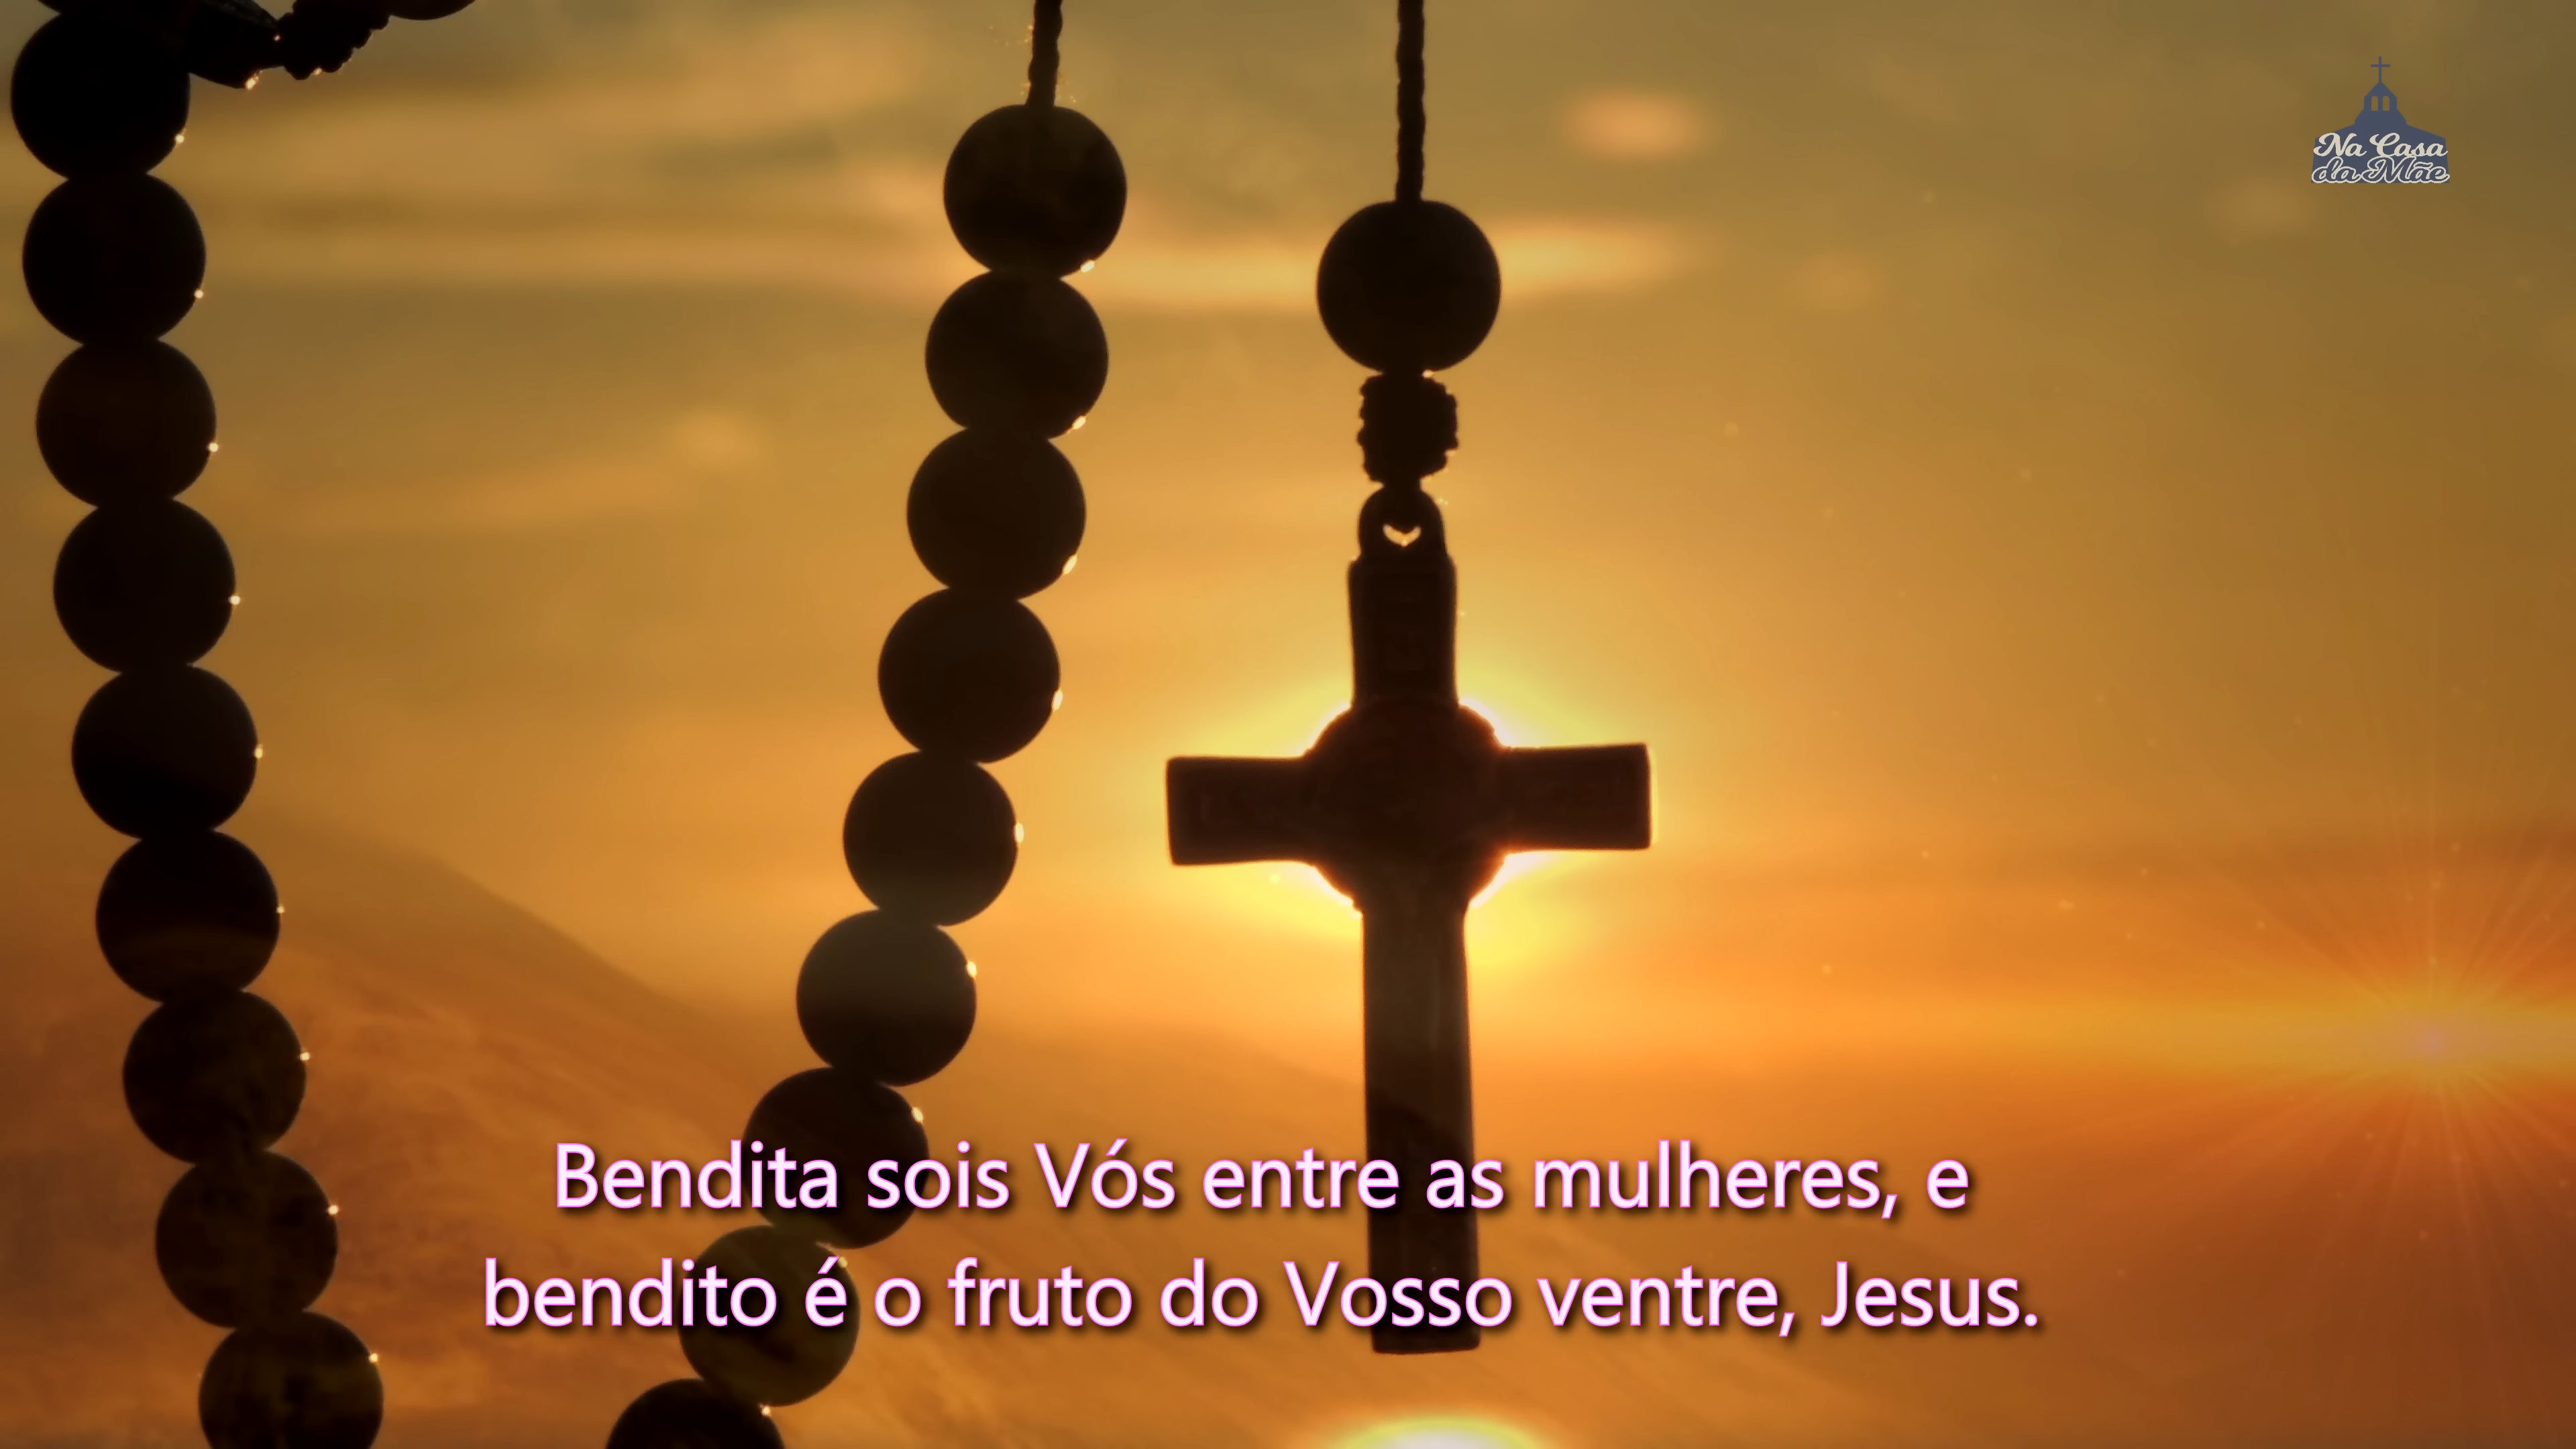 Na Casa
da Mãe
Bendita sois Vós entre as mulheres, e
bendito é o fruto do Vosso ventre, Jesus.